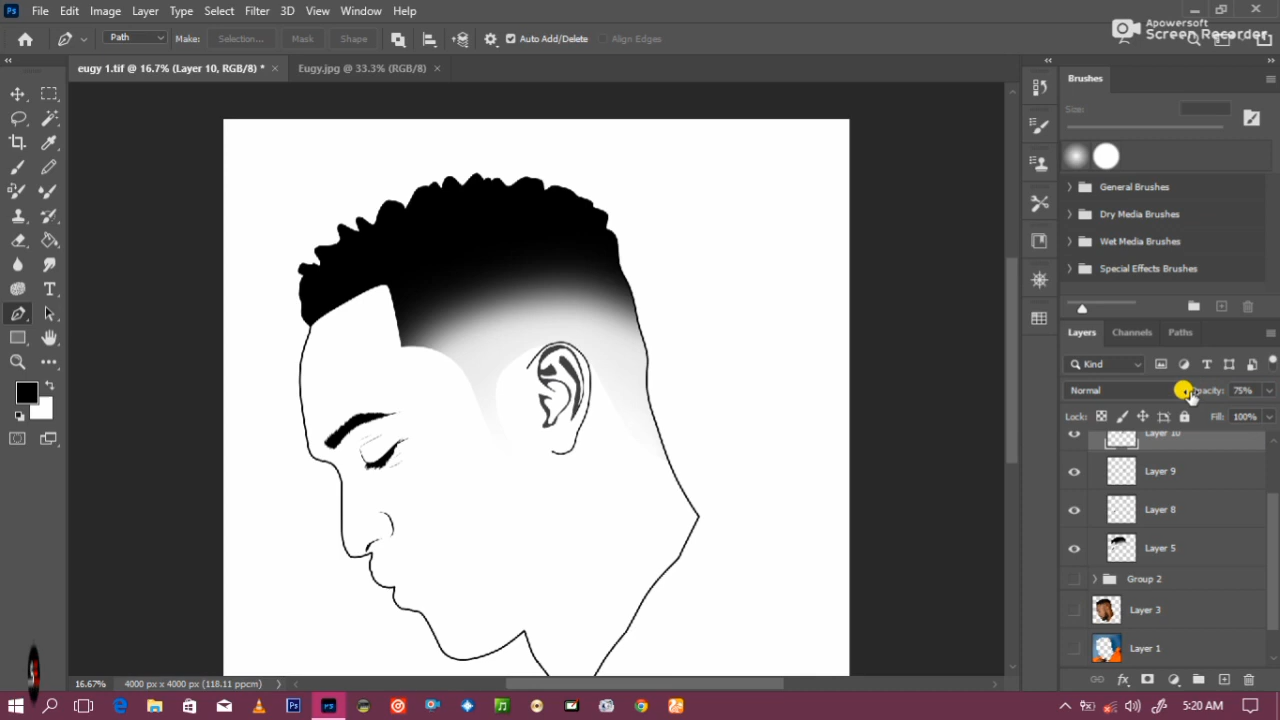 Ps File Edit Image Layer Type Select Filter 3D View Window Help
Apowersoft
Screen Recorder
Path Make: Selection... Mask Shape Auto Add/Delete Align Edges
eugy 1.tif @ 16.7% (Layer 10, RGB/8) * × Eugy.jpg @ 33.3% (RGB/8) ×
Brushes
Size:
General Brushes
Dry Media Brushes
Wet Media Brushes
Special Effects Brushes
Layers Channels Paths
Kind
Normal pacity: 75%
Lock: Fill: 100%
Layer 10
Layer 9
Layer 8
Layer 5
Group 2
Layer 3
Layer 1
16.67% 4000 px x 4000 px (118.11 ppcm)
5:20 AM